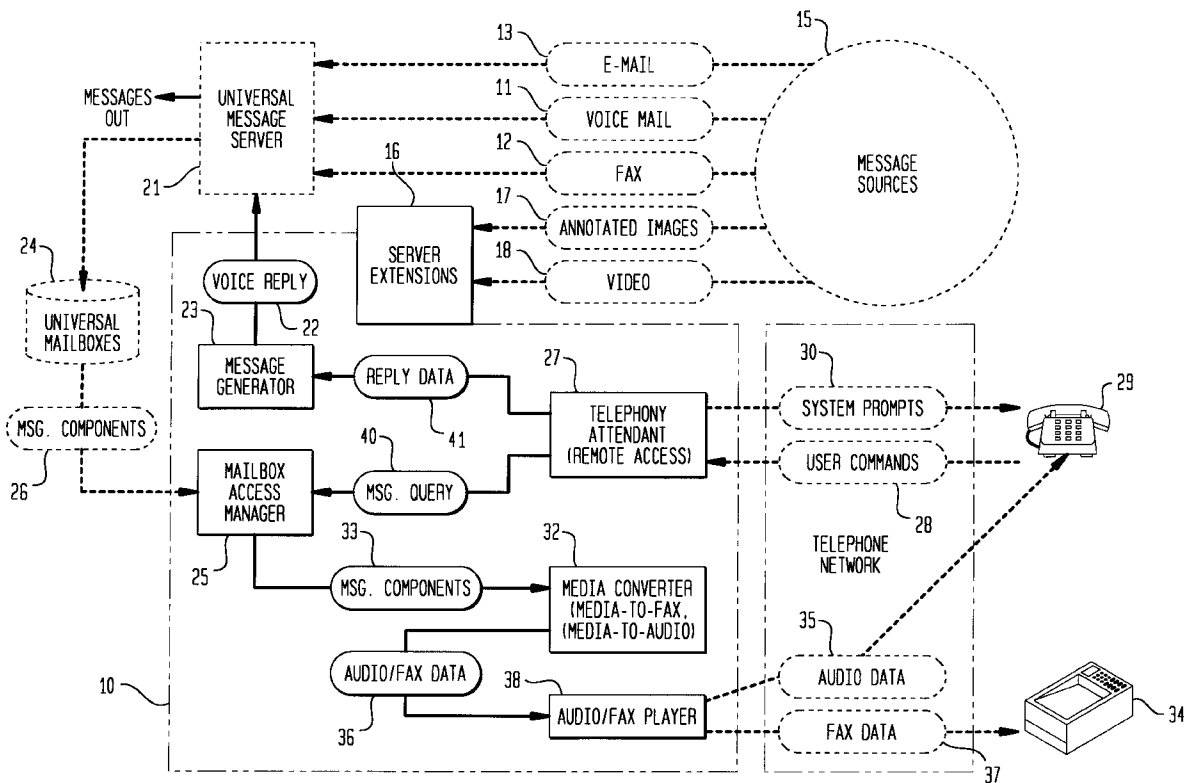 13
15
E-MAIL
11
MESSAGES
OUT
UNIVERSAL
MESSAGE
SERVER
VOICE MAIL
12
MESSAGE
SOURCES
21
16
FAX
17
ANNOTATED IMAGES
24
SERVER
EXTENSIONS
18
VOICE REPLY
VIDEO
UNIVERSAL
MAILBOXES
23
22
MESSAGE
GENERATOR
REPLY DATA
41
27
TELEPHONY
ATTENDANT
(REMOTE ACCESS)
30
SYSTEM PROMPTS
29
MSG. COMPONENTS
26
40
MAILBOX
ACCESS
MANAGER
MSG. QUERY
USER COMMANDS
28
25
33
32
TELEPHONE
NETWORK
MSG. COMPONENTS
MEDIA CONVERTER
(MEDIA-TO-FAX,
(MEDIA-TO-AUDIO)
35
10
AUDIO/FAX DATA
38
AUDIO DATA
36
AUDIO/FAX PLAYER
FAX DATA
34
37